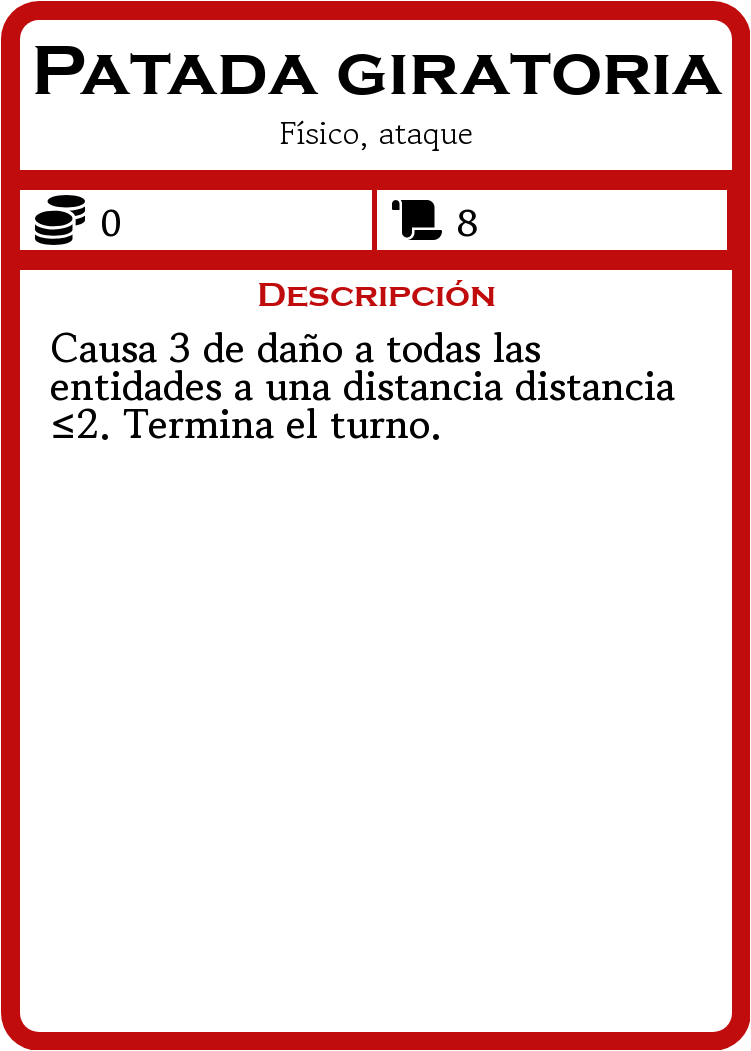 Patada giratoria
Físico, ataque
0
8
Descripción
Causa 3 de daño a todas las
entidades a una distancia distancia
≤2. Termina el turno.